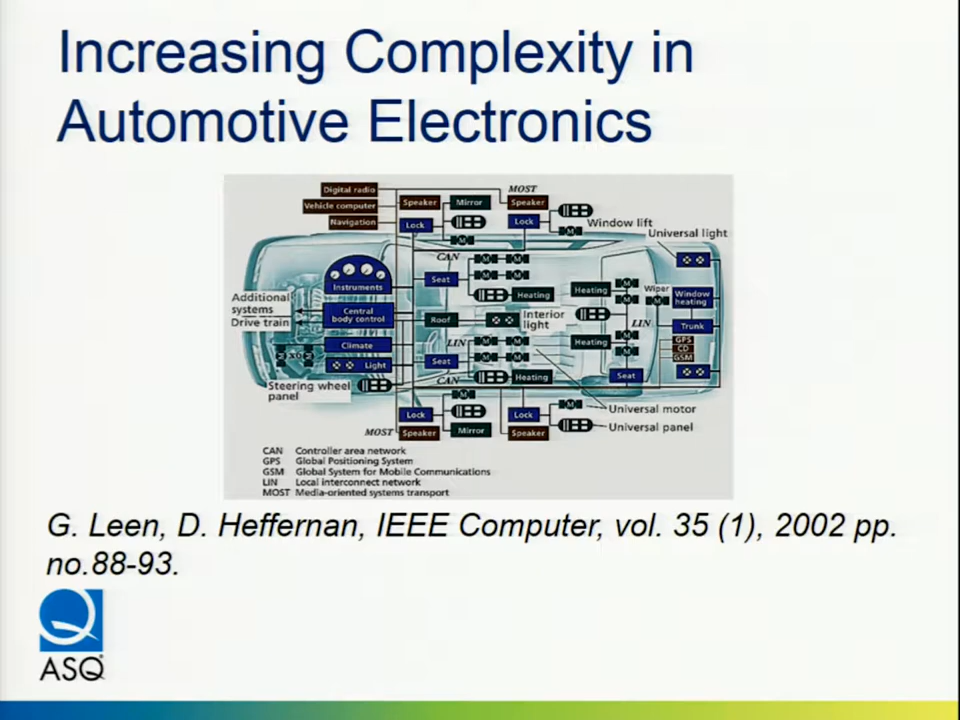 Increasing Complexity in
Automotive Electronics
Digital radio
Vehicle computer
Navigation
Speaker
Mirror
MOST
Speaker
Lock
Lock
Window lift
Universal light
CAN
Seat
Instruments
Heating
Heating
Wiper
Window
heating
Additional
systems
Drive train
Central
body control
Roof
Interior
light
LIN
Trunk
Climate
LIN
Heating
GPS
CD
GSM
Light
Seat
CAN
Heating
Seat
Steering wheel
panel
Lock
Lock
Universal motor
MOST
Speaker
Mirror
Speaker
Universal panel
CAN Controller area network
GPS Global Positioning System
GSM Global System for Mobile Communications
LIN Local interconnect network
MOST Media-oriented systems transport
G. Leen, D. Heffernan, IEEE Computer, vol. 35 (1), 2002 pp.
no.88-93.
ASQ